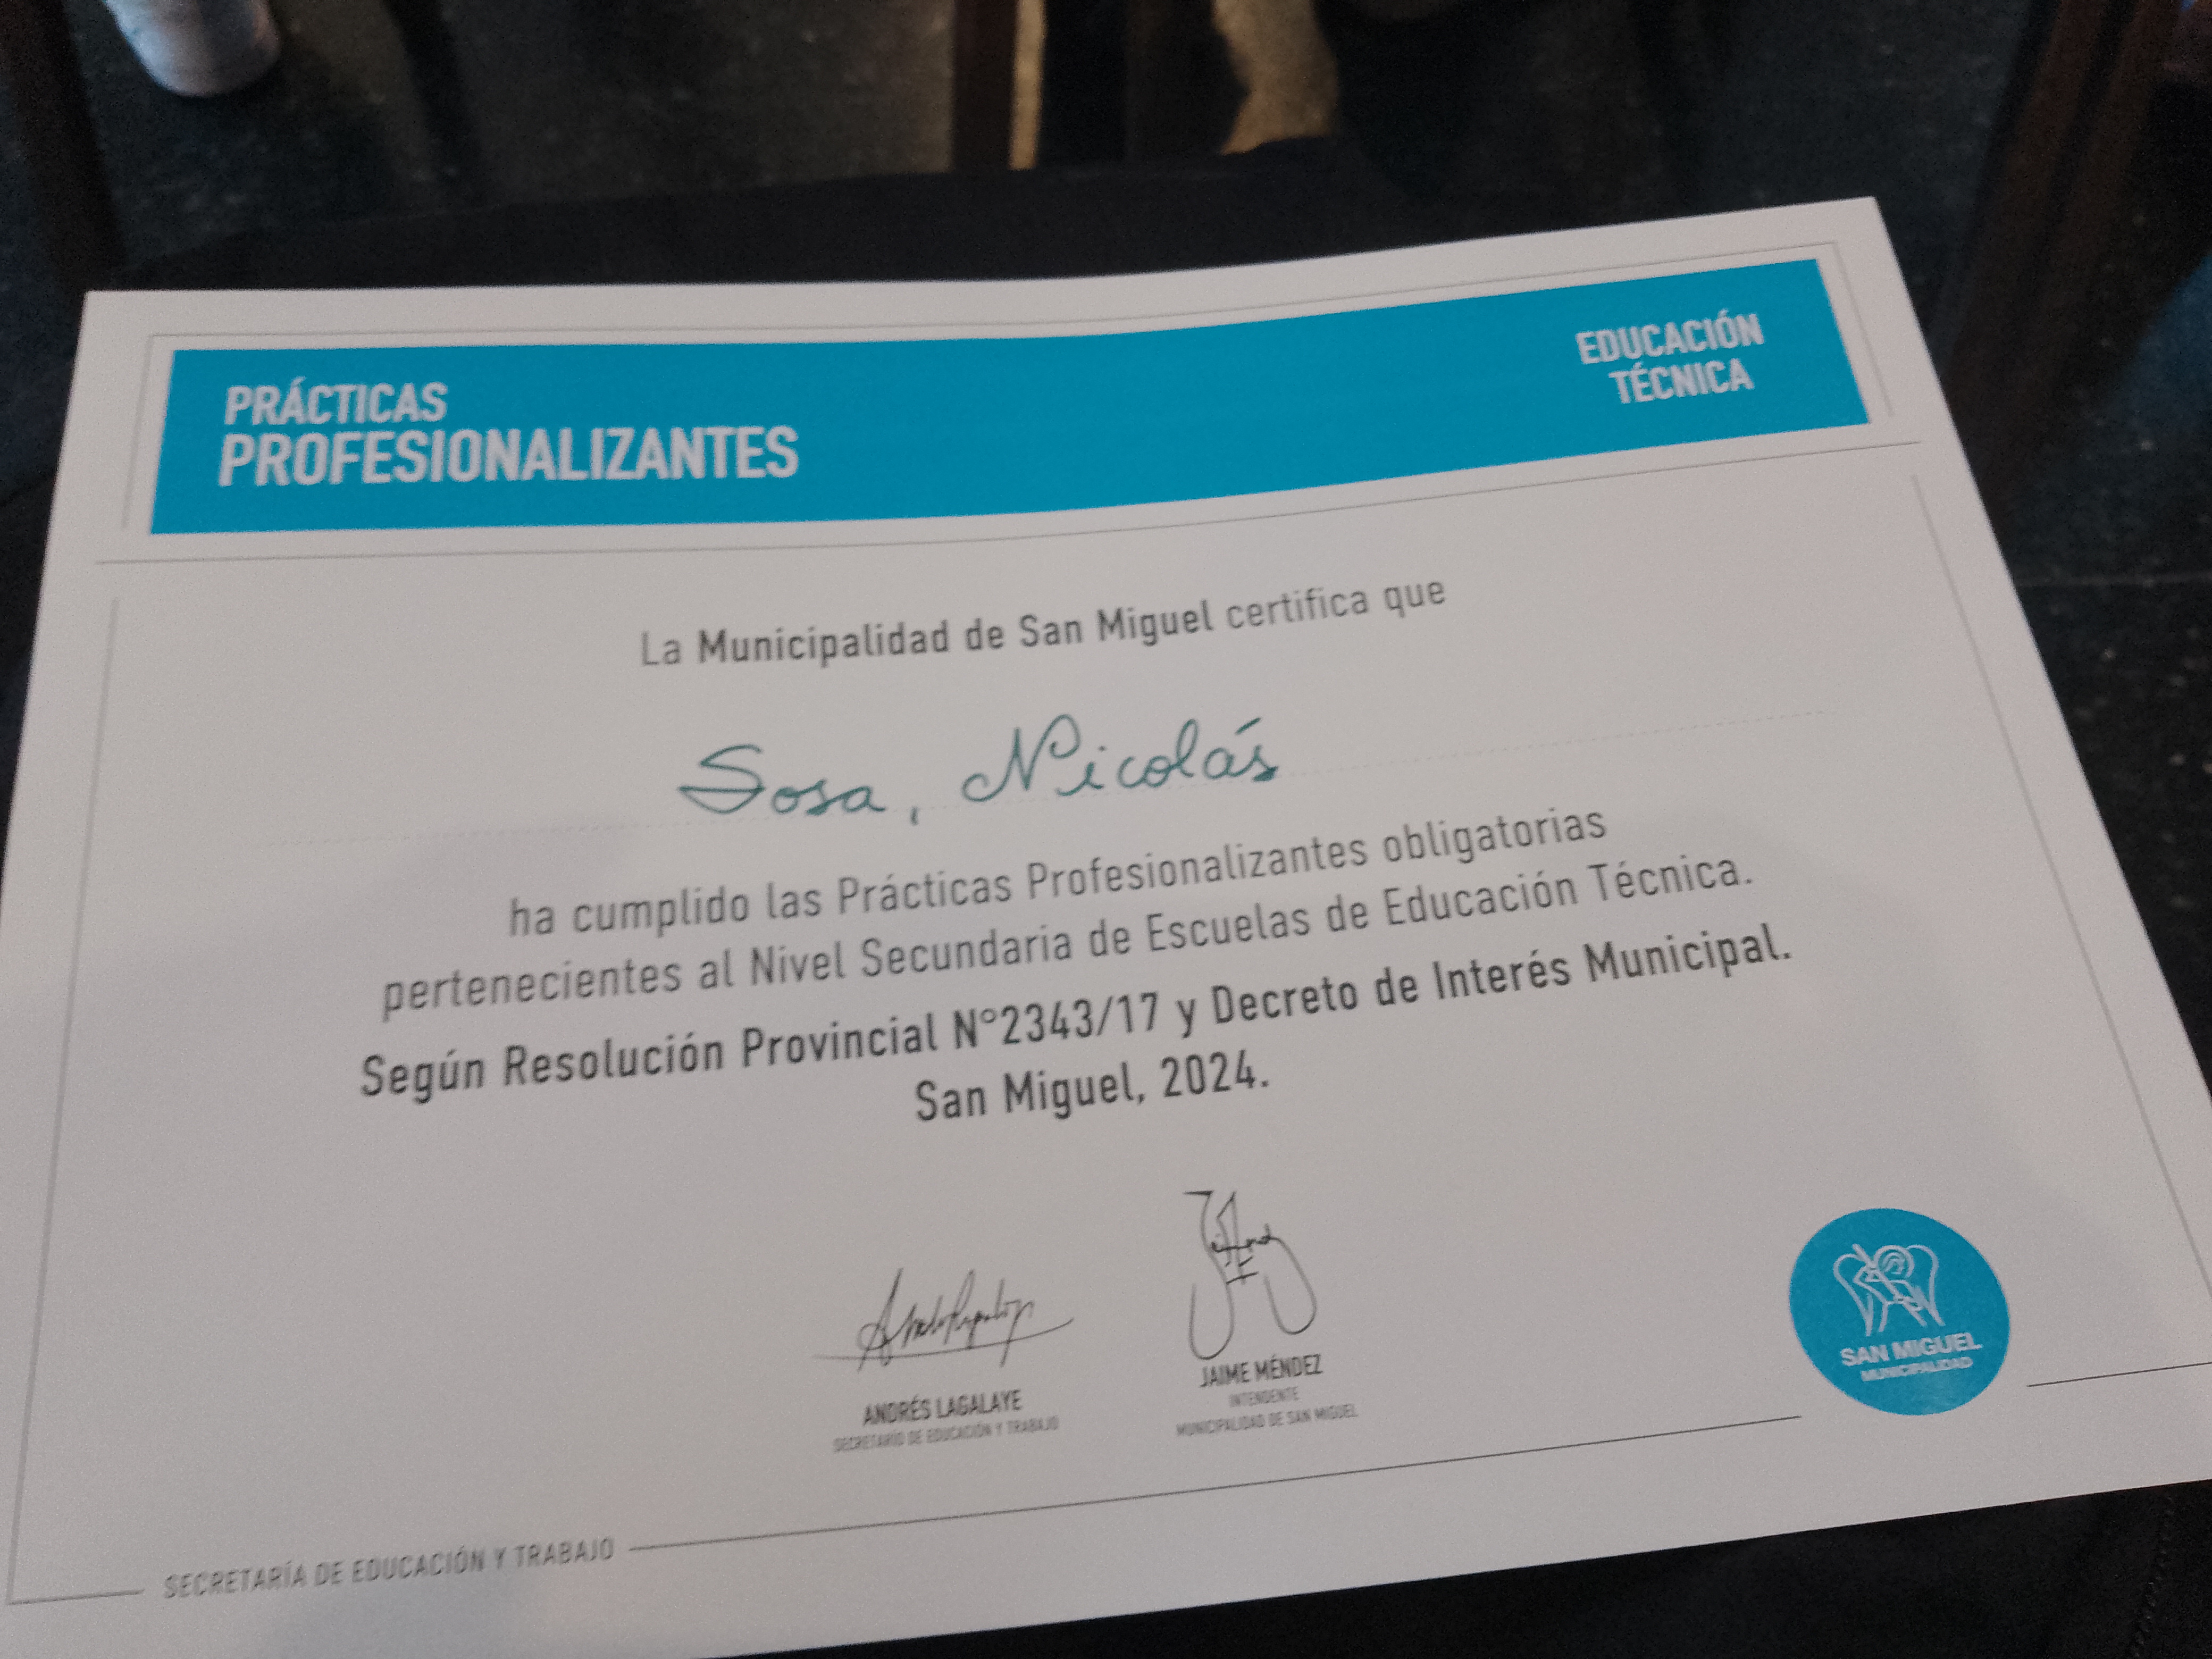 PRÁCTICAS
PROFESIONALIZANTES
EDUCACIÓN
TÉCNICA
La Municipalidad de San Miguel certifica que
Sosa, Nicolás
ha cumplido las Prácticas Profesionalizantes obligatorias
pertenecientes al Nivel Secundaria de Escuelas de Educación Técnica.
Según Resolución Provincial N°2343/17 y Decreto de Interés Municipal.
San Miguel, 2024.
ANDRÉS LAGALAYE
SECRETARIO DE EDUCACIÓN Y TRABAJO
JAIME MÉNDEZ
INTENDENTE
MUNICIPALIDAD DE SAN MIGUEL
SAN MIGUEL
MUNICIPALIDAD
SECRETARÍA DE EDUCACIÓN Y TRABAJO